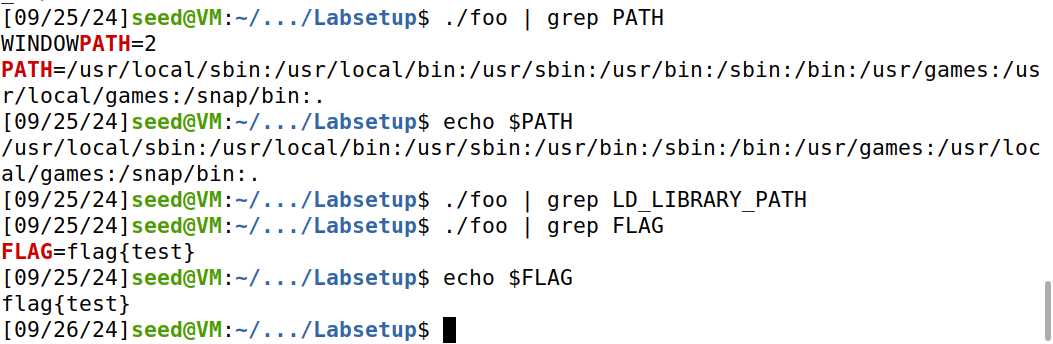 [09/25/24]seed@VM:~/.../Labsetup$ ./foo | grep PATH
WINDOWPATH=2
PATH=/usr/local/sbin:/usr/local/bin:/usr/sbin:/usr/bin:/sbin:/bin:/usr/games:/us
r/local/games:/snap/bin:.
[09/25/24]seed@VM:~/.../Labsetup$ echo $PATH
/usr/local/sbin:/usr/local/bin:/usr/sbin:/usr/bin:/sbin:/bin:/usr/games:/usr/loc
al/games:/snap/bin:.
[09/25/24]seed@VM:~/.../Labsetup$ ./foo | grep LD_LIBRARY_PATH
[09/25/24]seed@VM:~/.../Labsetup$ ./foo | grep FLAG
FLAG=flag{test}
[09/25/24]seed@VM:~/.../Labsetup$ echo $FLAG
flag{test}
[09/26/24]seed@VM:~/.../Labsetup$